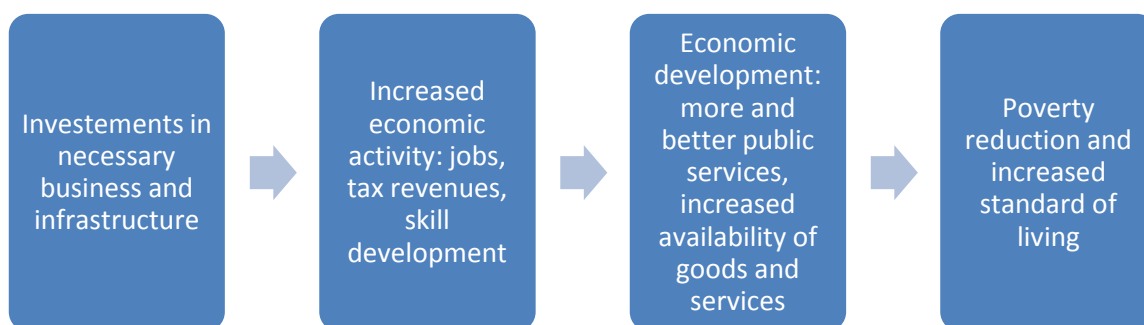 Investements in
necessary
business and
infrastructure
Increased
economic
activity: jobs,
tax revenues,
skill
development
Economic
development:
more and
better public
services,
increased
availability of
goods and
services
Poverty
reduction and
increased
standard of
living